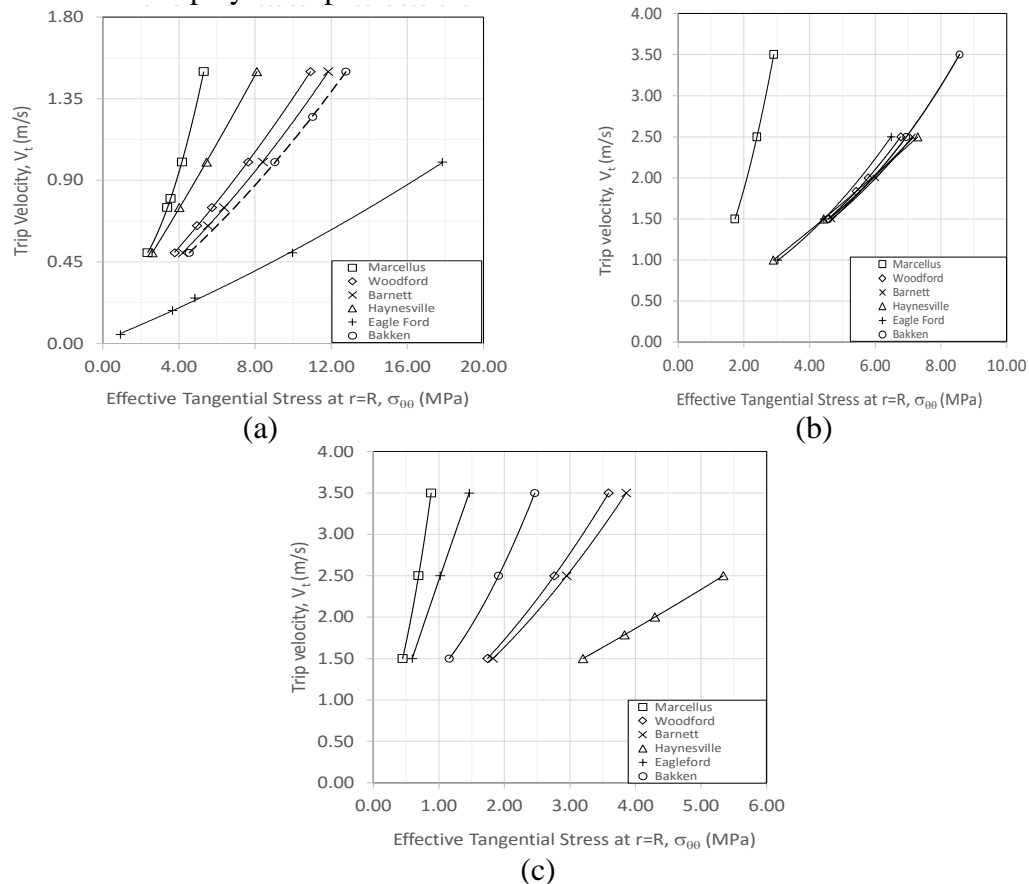 1.80
1.35
0.90
0.45
0.00
Trip Velocity, Vt (m/s)
Marcellus
Woodford
Barnett
Haynesville
Eagle Ford
Bakken
0.00 4.00 8.00 12.00 16.00 20.00
Effective Tangential Stress at r=R, σθθ (MPa)
(a)
4.00
3.50
3.00
2.50
2.00
1.50
1.00
0.50
0.00
Trip velocity, Vt (m/s)
Marcellus
Woodford
Barnett
Haynesville
Eagle Ford
Bakken
0.00 2.00 4.00 6.00 8.00 10.00
Effective Tangential Stress at r=R, σθθ (MPa)
(b)
4.00
3.50
3.00
2.50
2.00
1.50
1.00
0.50
0.00
Trip velocity, Vt (m/s)
Marcellus
Woodford
Barnett
Haynesville
Eagleford
Bakken
0.00 1.00 2.00 3.00 4.00 5.00 6.00
Effective Tangential Stress at r=R, σθθ (MPa)
(c)